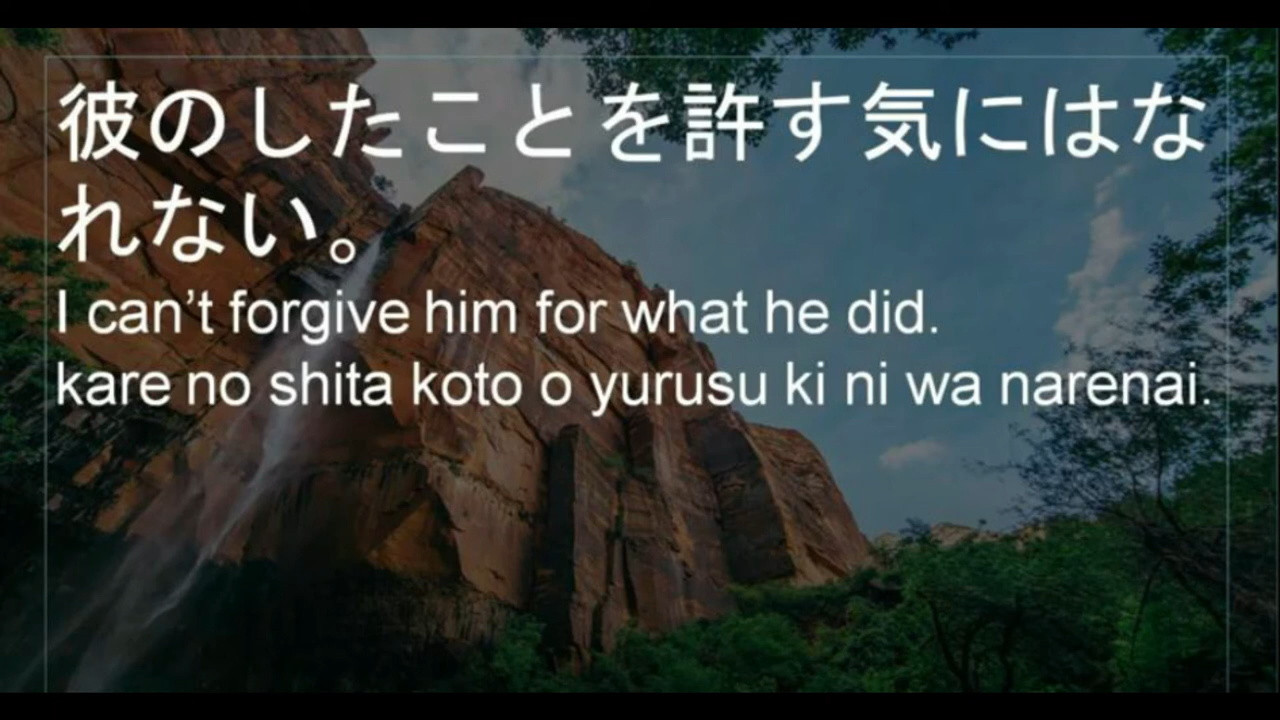 彼のしたことを許す気にはな
れない。
I can’t forgive him for what he did.
kare no shita koto o yurusu ki ni wa narenai.